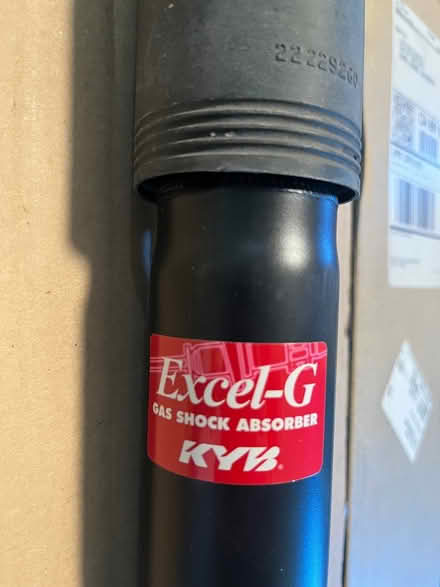 22229260
Excel-G
GAS SHOCK ABSORBER
KYB®